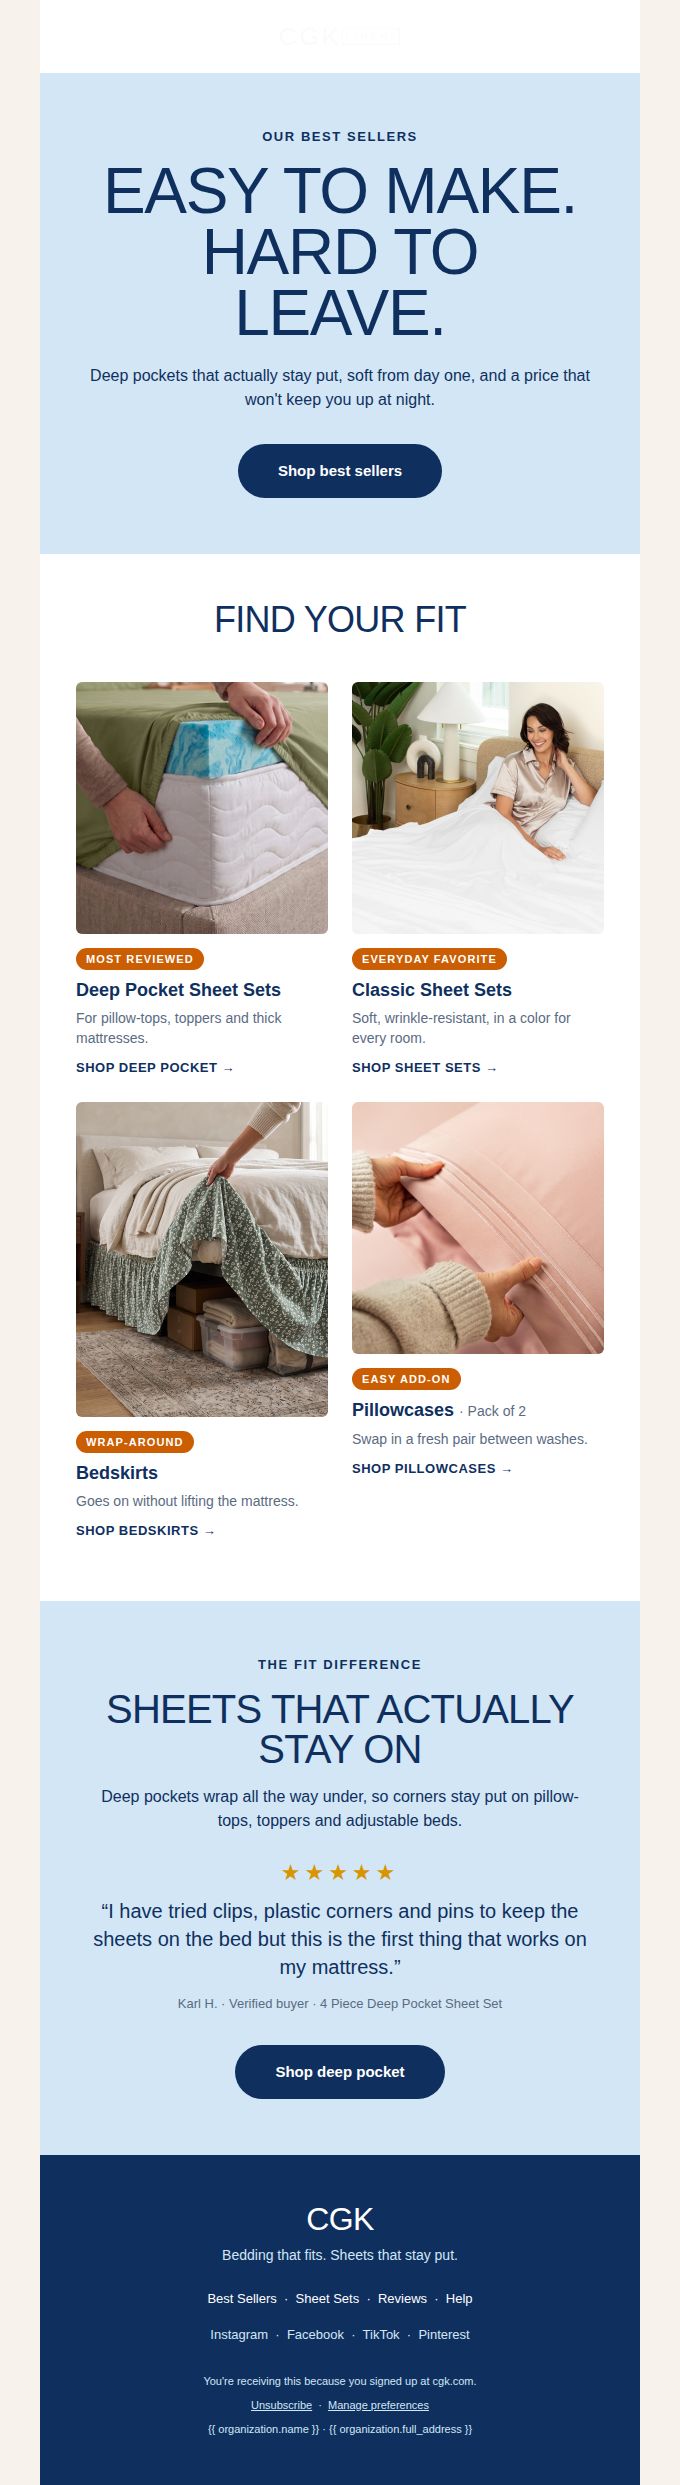 CGK
OUR BEST SELLERS
EASY TO MAKE.
HARD TO
LEAVE.
Deep pockets that actually stay put, soft from day one, and a price that
won't keep you up at night.
Shop best sellers
FIND YOUR FIT
MOST REVIEWED
Deep Pocket Sheet Sets
For pillow-tops, toppers and thick
mattresses.
SHOP DEEP POCKET →
EVERYDAY FAVORITE
Classic Sheet Sets
Soft, wrinkle-resistant, in a color for
every room.
SHOP SHEET SETS →
WRAP-AROUND
Bedskirts
Goes on without lifting the mattress.
SHOP BEDSKIRTS →
EASY ADD-ON
Pillowcases · Pack of 2
Swap in a fresh pair between washes.
SHOP PILLOWCASES →
THE FIT DIFFERENCE
SHEETS THAT ACTUALLY
STAY ON
Deep pockets wrap all the way under, so corners stay put on pillow-
tops, toppers and adjustable beds.
★★★★★
“I have tried clips, plastic corners and pins to keep the
sheets on the bed but this is the first thing that works on
my mattress.”
Karl H. · Verified buyer · 4 Piece Deep Pocket Sheet Set
Shop deep pocket
CGK
Bedding that fits. Sheets that stay put.
Best Sellers · Sheet Sets · Reviews · Help
Instagram · Facebook · TikTok · Pinterest
You're receiving this because you signed up at cgk.com.
Unsubscribe · Manage preferences
{{ organization.name }} · {{ organization.full_address }}